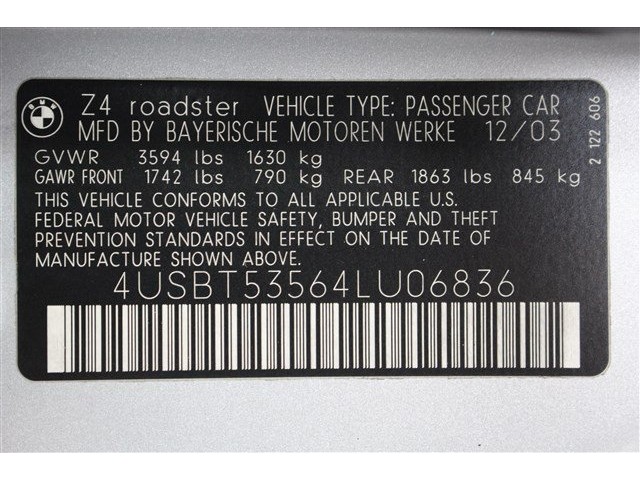 BMW
Z4 roadster VEHICLE TYPE: PASSENGER CAR
MFD BY BAYERISCHE MOTOREN WERKE 12/03
GVWR 3594 lbs 1630 kg
GAWR FRONT 1742 lbs 790 kg REAR 1863 lbs 845 kg
THIS VEHICLE CONFORMS TO ALL APPLICABLE U.S.
FEDERAL MOTOR VEHICLE SAFETY, BUMPER AND THEFT
PREVENTION STANDARDS IN EFFECT ON THE DATE OF
MANUFACTURE SHOWN ABOVE.
4USBT53564LU06836
2 122 606